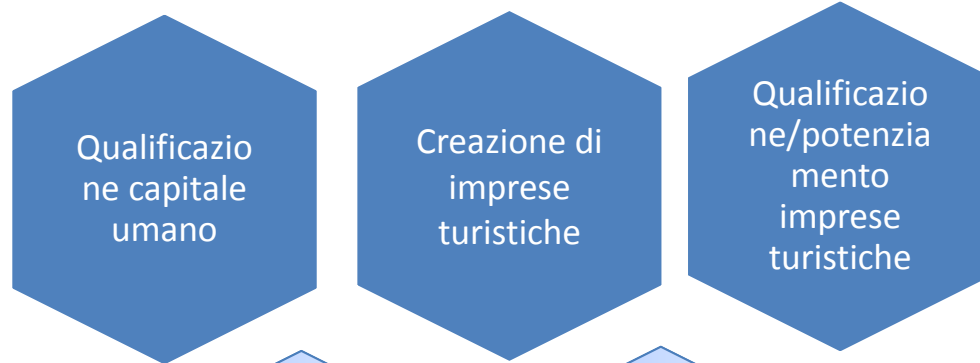 Qualificazio
ne capitale
umano
Creazione di
imprese
turistiche
Qualificazio
ne/potenzia
mento
imprese
turistiche